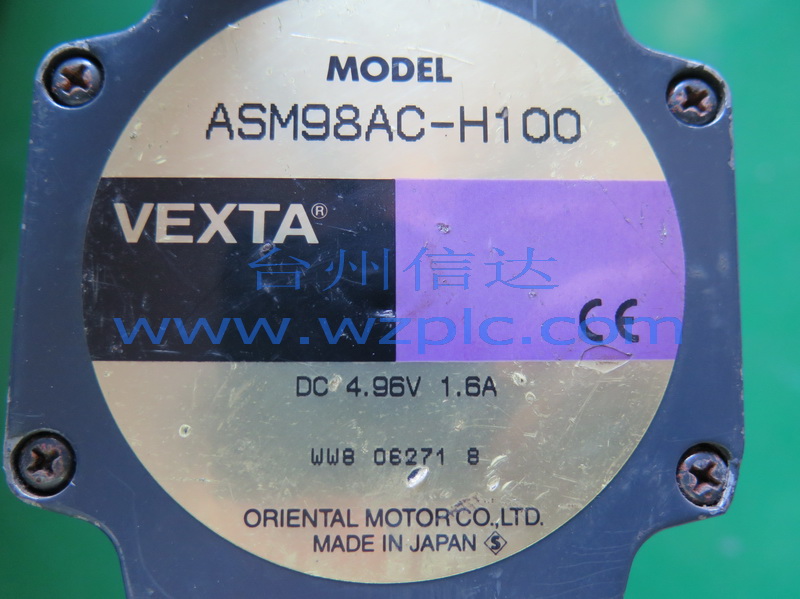 MODEL
ASM98AC-H100
VEXTA®
台州信达
www.wzplc.com
CE
DC 4.96V 1.6A
WW8 06271 8
ORIENTAL MOTOR CO.,LTD.
MADE IN JAPAN S